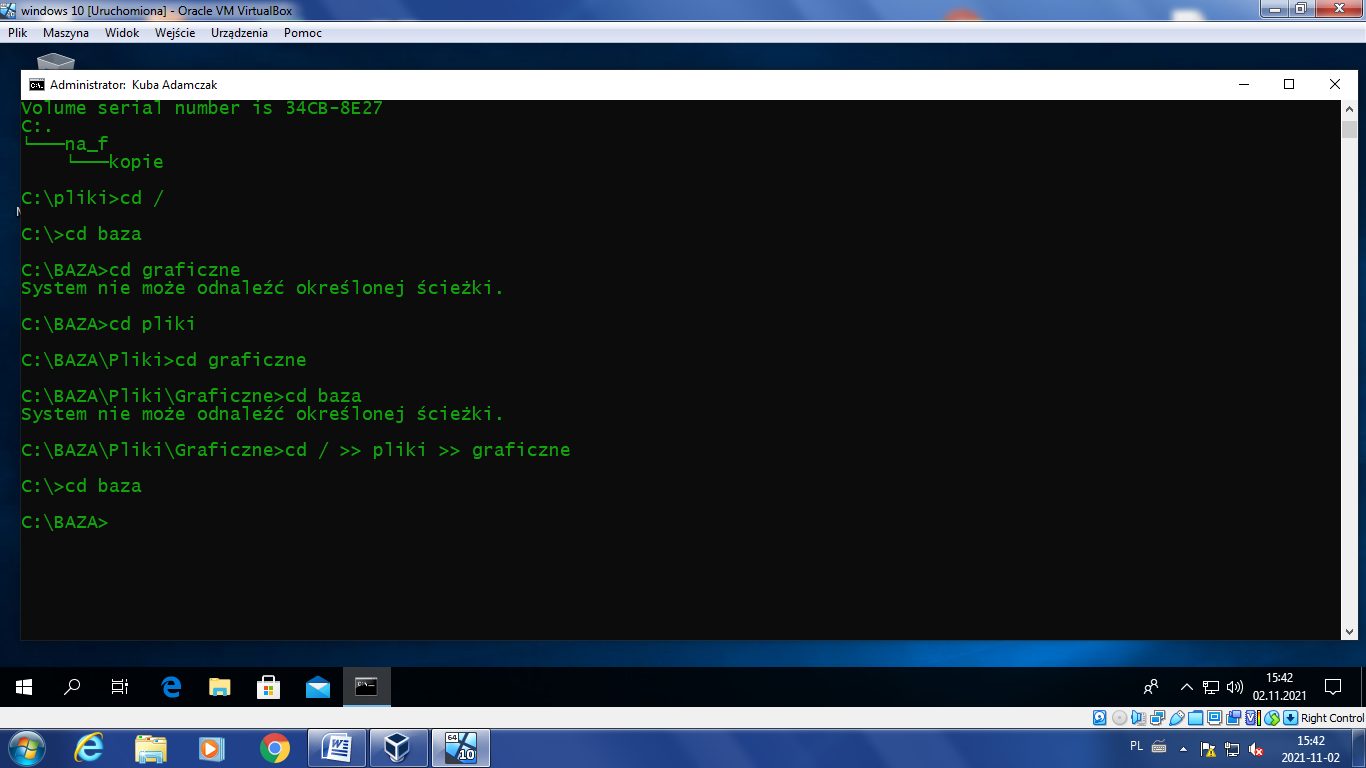 windows 10 [Uruchomiona] - Oracle VM VirtualBox
Plik Maszyna Widok Wejście Urządzenia Pomoc
Administrator: Kuba Adamczak
Volume serial number is 34CB-8E27
C:.
└───na_f
    └───kopie
C:\pliki>cd /
C:\>cd baza
C:\BAZA>cd graficzne
System nie może odnaleźć określonej ścieżki.
C:\BAZA>cd pliki
C:\BAZA\Pliki>cd graficzne
C:\BAZA\Pliki\Graficzne>cd baza
System nie może odnaleźć określonej ścieżki.
C:\BAZA\Pliki\Graficzne>cd / >> pliki >> graficzne
C:\>cd baza
C:\BAZA>
15:42
02.11.2021
Right Control
64
10
PL
15:42
2021-11-02